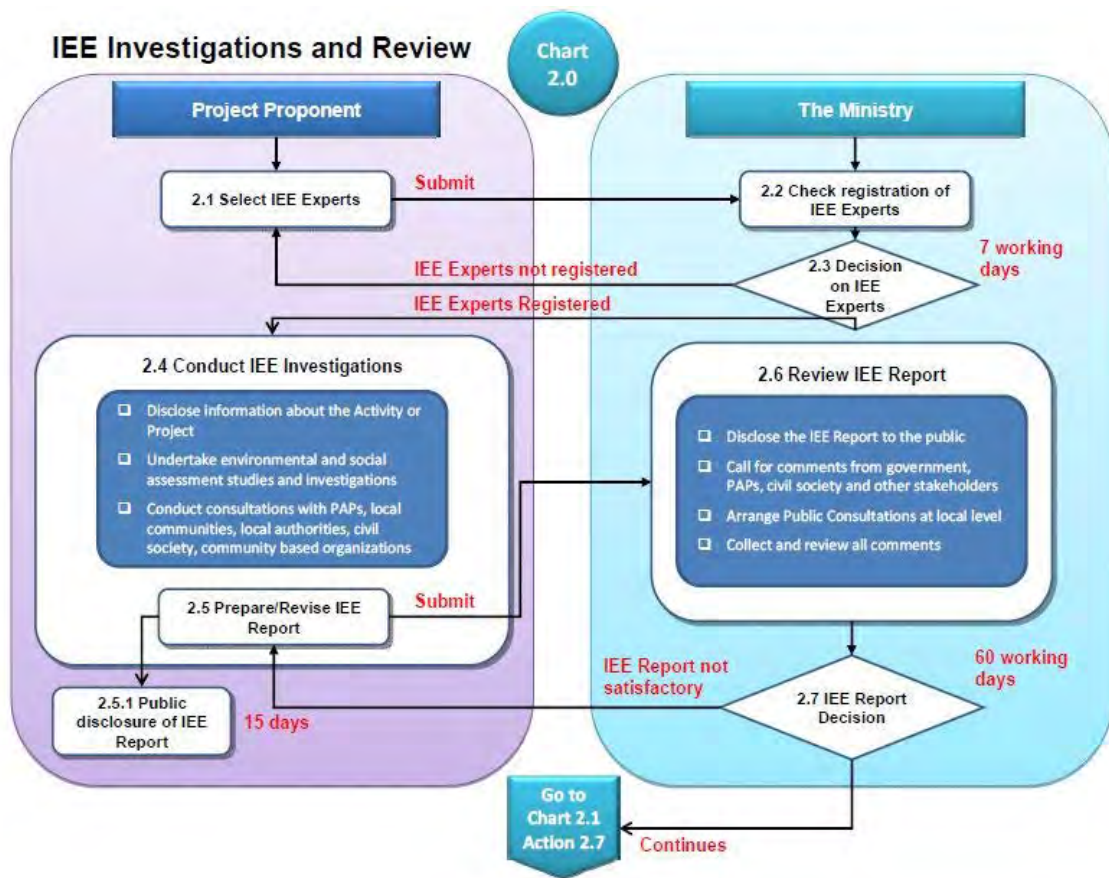 IEE Investigations and Review
Chart
2.0
Project Proponent
The Ministry
2.1 Select IEE Experts
Submit
2.2 Check registration of
IEE Experts
IEE Experts not registered
2.3 Decision
on IEE
Experts
7 working
days
IEE Experts Registered
2.4 Conduct IEE Investigations
Disclose information about the Activity or
Project
Undertake environmental and social
assessment studies and investigations
Conduct consultations with PAPs, local
communities, local authorities, civil
society, community based organizations
2.5 Prepare/Revise IEE
Report
Submit
2.5.1 Public
disclosure of IEE
Report
15 days
2.6 Review IEE Report
Disclose the IEE Report to the public
Call for comments from government,
PAPs, civil society and other stakeholders
Arrange Public Consultations at local level
Collect and review all comments
IEE Report not
satisfactory
2.7 IEE Report
Decision
60 working
days
Go to
Chart 2.1
Action 2.7
Continues